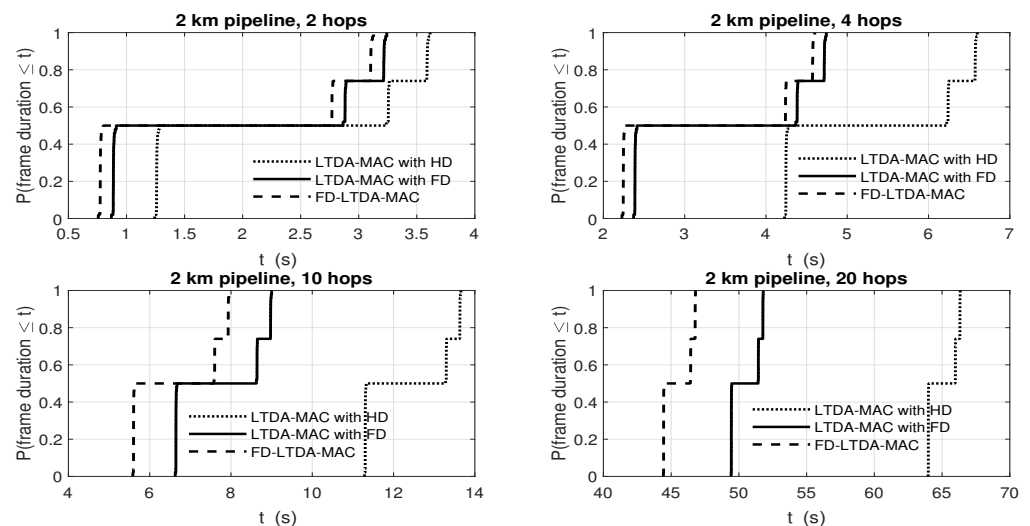 2 km pipeline, 2 hops
P(frame duration ≤ t)
1
0.8
0.6
0.4
0.2
0
LTDA-MAC with HD
LTDA-MAC with FD
FD-LTDA-MAC
0.5 1 1.5 2 2.5 3 3.5 4
t (s)
2 km pipeline, 4 hops
P(frame duration ≤ t)
1
0.8
0.6
0.4
0.2
0
LTDA-MAC with HD
LTDA-MAC with FD
FD-LTDA-MAC
2 3 4 5 6 7
t (s)
2 km pipeline, 10 hops
P(frame duration ≤ t)
1
0.8
0.6
0.4
0.2
0
LTDA-MAC with HD
LTDA-MAC with FD
FD-LTDA-MAC
4 6 8 10 12 14
t (s)
2 km pipeline, 20 hops
P(frame duration ≤ t)
1
0.8
0.6
0.4
0.2
0
LTDA-MAC with HD
LTDA-MAC with FD
FD-LTDA-MAC
40 45 50 55 60 65 70
t (s)